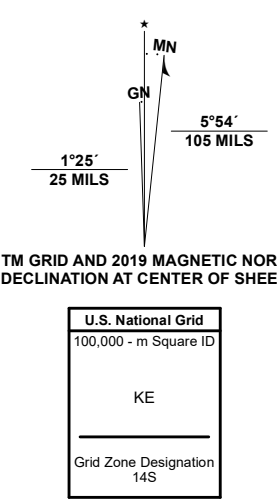 ★
MN
GN
5°54´
105 MILS
1°25´
25 MILS
TM GRID AND 2019 MAGNETIC NOR
DECLINATION AT CENTER OF SHEE
U.S. National Grid
100,000 - m Square ID
KE
Grid Zone Designation
14S